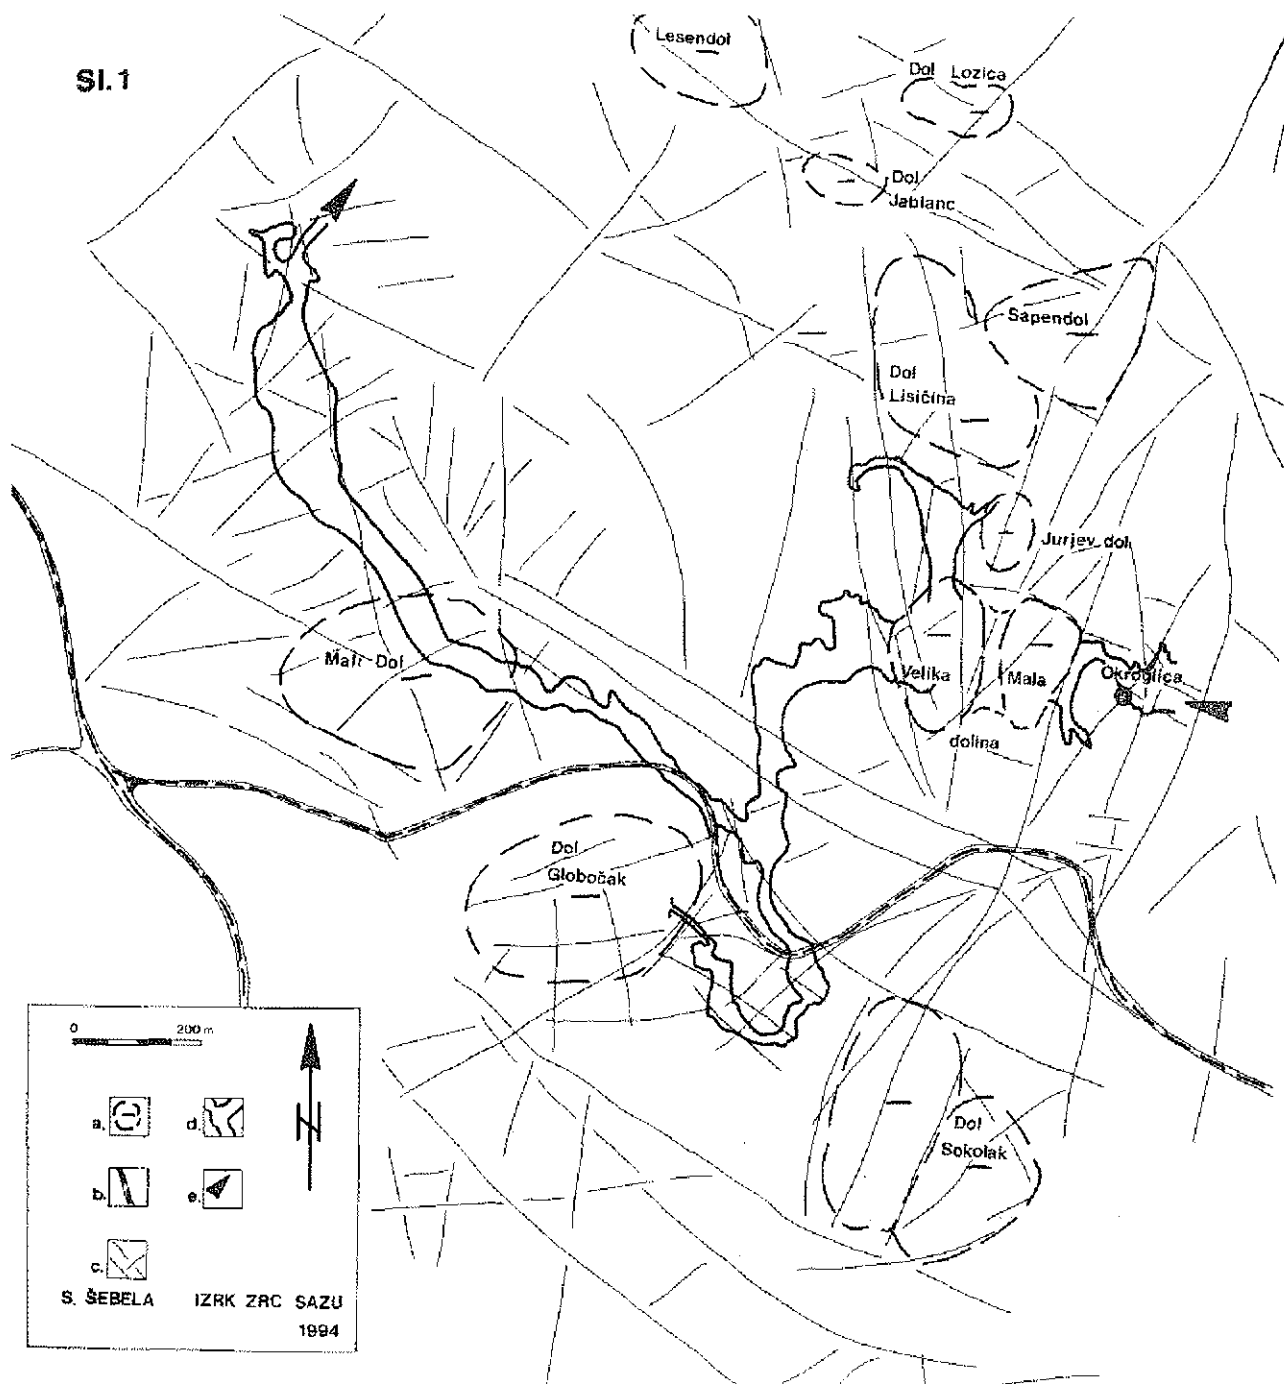 Sl.1
Lesendol
Dol Lozica
Dol
Jablanc
Sapendol
Dol
Lisičina
Jurjev dol
Mali Dol
Velika
Mala
Okroglica
dolina
Dol
Globočak
Dol
Sokolak
0 200 m
a.
d.
b.
e.
c.
N
S. ŠEBELA IZRK ZRC SAZU
1994